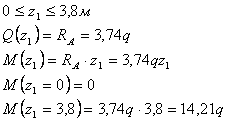 0 ≤ z₁ ≤ 3,8м
Q(z₁) = R_A = 3,74q
M(z₁) = R_A · z₁ = 3,74qz₁
M(z₁ = 0) = 0
M(z₁ = 3,8) = 3,74q · 3,8 = 14,21q